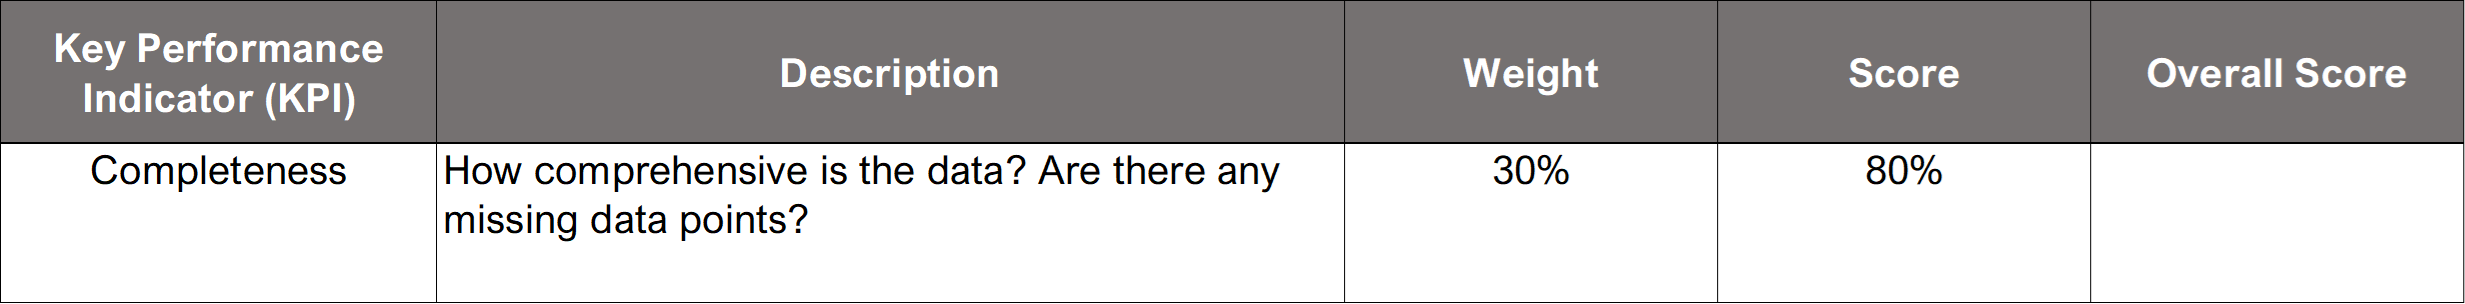 Key Performance
Indicator (KPI)
Description
Weight
Score
Overall Score
Completeness
How comprehensive is the data? Are there any
missing data points?
30%
80%